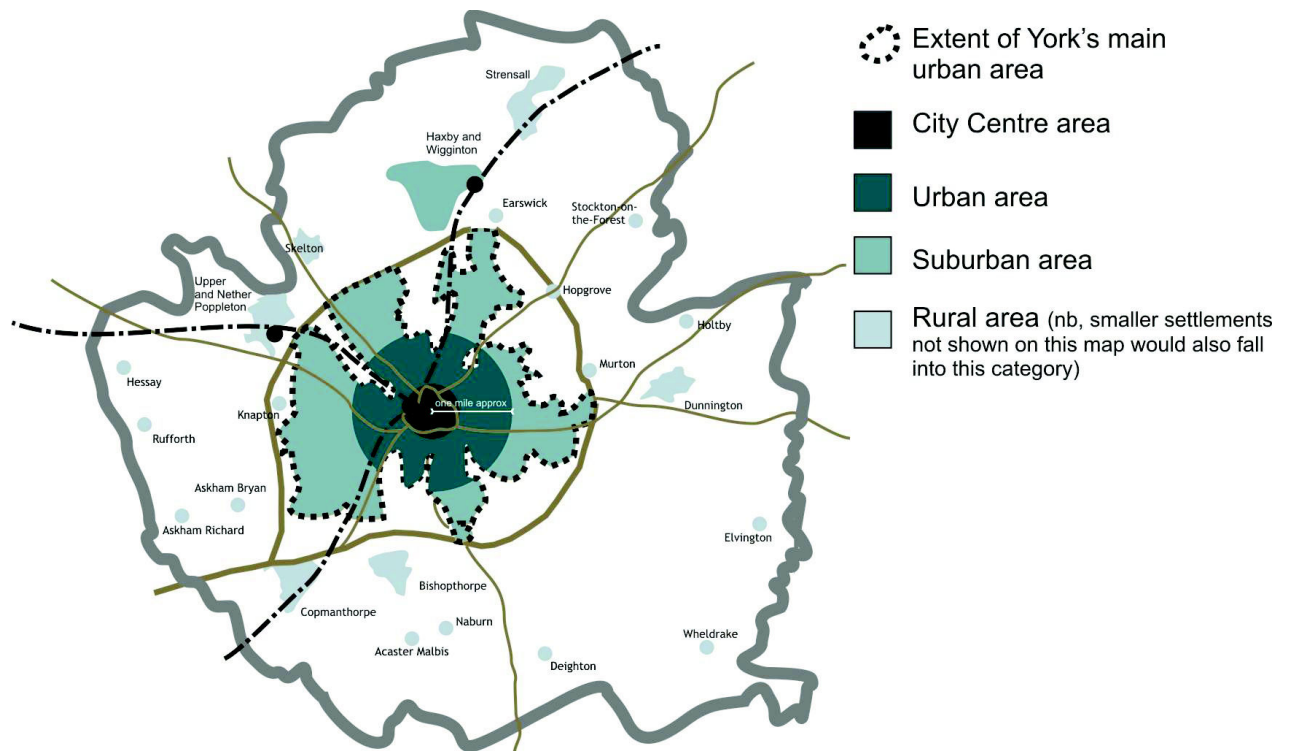 Strensall
Haxby and
Wigginton
Earswick
Stockton-on-
the-Forest
Skelton
Upper
and Nether
Poppleton
Hopgrove
Holtby
Hessay
Murton
Knapton
one mile approx
Dunnington
Rufforth
Askham Bryan
Askham Richard
Elvington
Bishopthorpe
Copmanthorpe
Naburn
Acaster Malbis
Wheldrake
Deighton
Extent of York's main
urban area
City Centre area
Urban area
Suburban area
Rural area (nb, smaller settlements
not shown on this map would also fall
into this category)